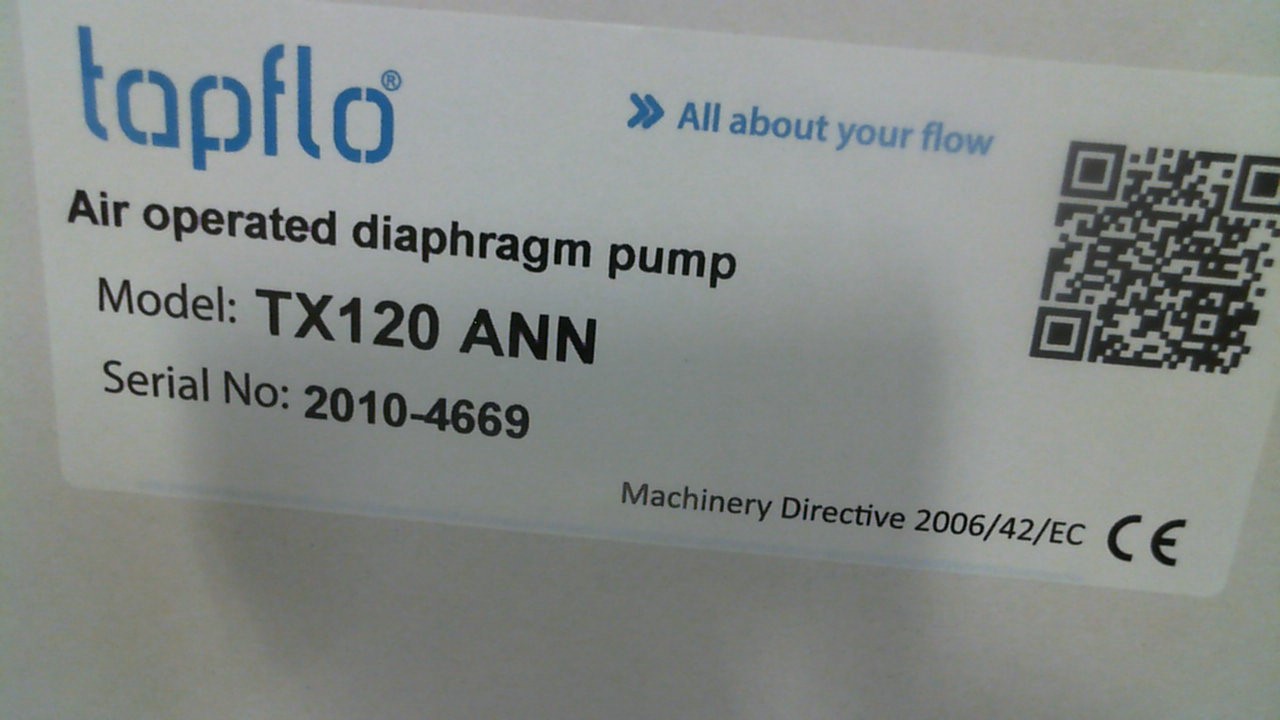 tapflo®
» All about your flow
Air operated diaphragm pump
Model: TX120 ANN
Serial No: 2010-4669
Machinery Directive 2006/42/EC CE